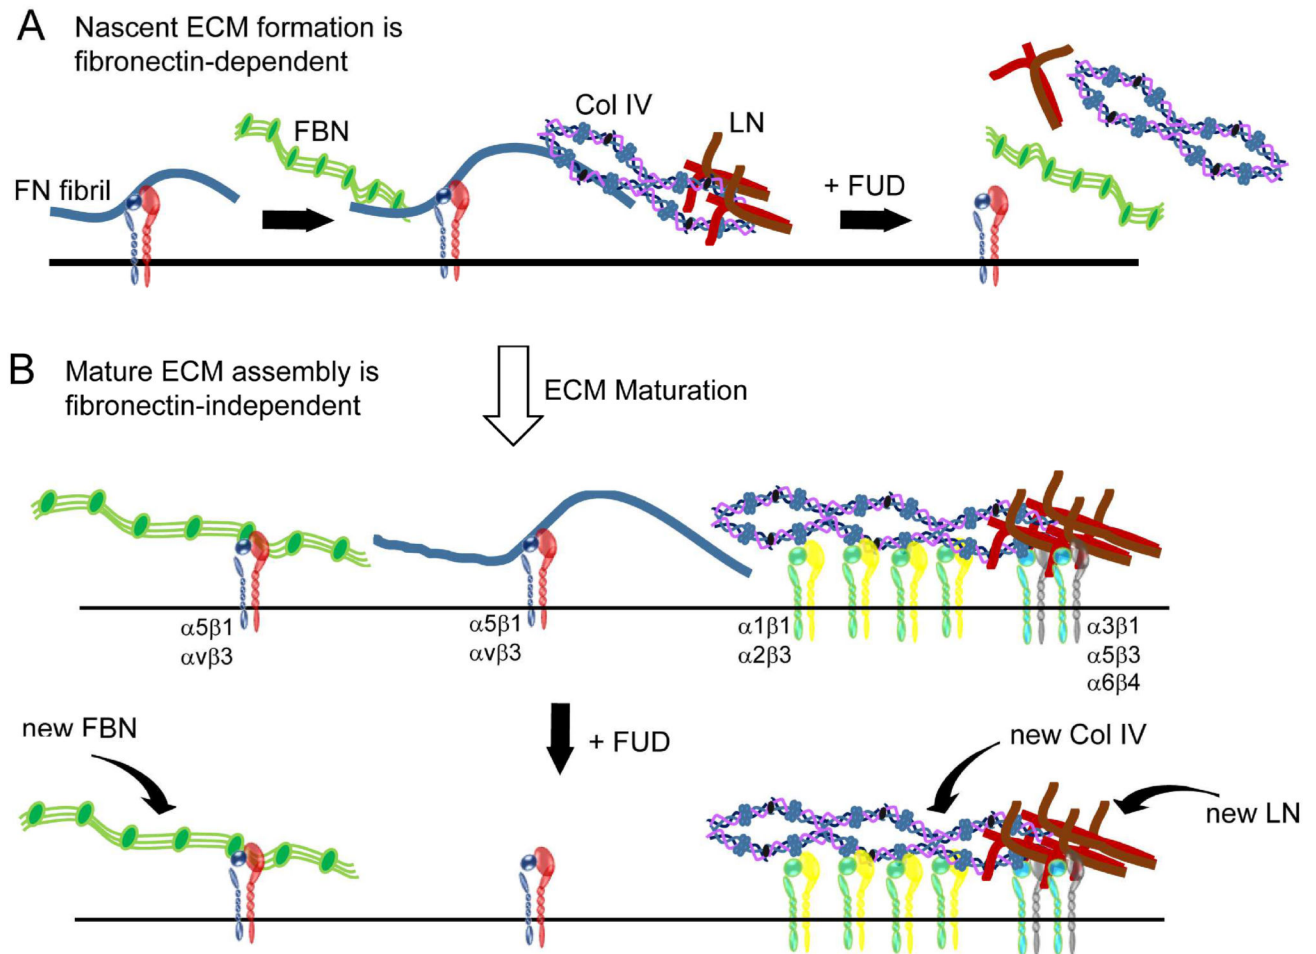 A
Nascent ECM formation is
fibronectin-dependent
Col IV
FBN
LN
FN fibril
+ FUD
B
Mature ECM assembly is
fibronectin-independent
ECM Maturation
α5β1
αvβ3
α5β1
αvβ3
α1β1
α2β3
α3β1
α5β3
α6β4
new FBN
+ FUD
new Col IV
new LN